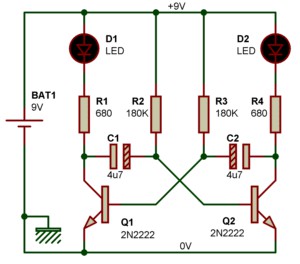 +9V
D1
LED
D2
LED
BAT1
9V
R1
680
R2
180K
R3
180K
R4
680
C1
4u7
C2
4u7
Q1
2N2222
Q2
2N2222
0V